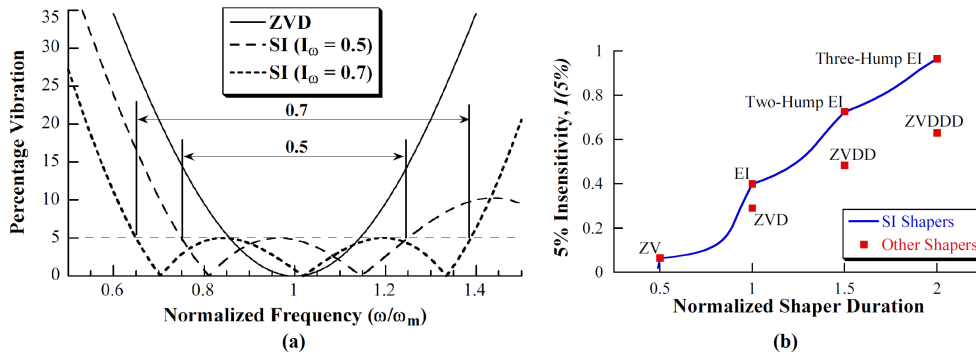 35
30
25
20
15
10
5
0
Percentage Vibration
ZVD
SI (Iω = 0.5)
SI (Iω = 0.7)
0.7
0.5
0.6
0.8
1
1.2
1.4
Normalized Frequency (ω/ωm)
(a)
1
0.8
0.6
0.4
0.2
0
5% Insensitivity, I(5%)
Three-Hump EI
Two-Hump EI
ZVDDD
ZVDD
EI
ZVD
ZV
SI Shapers
Other Shapers
0.5
1
1.5
2
Normalized Shaper Duration
(b)